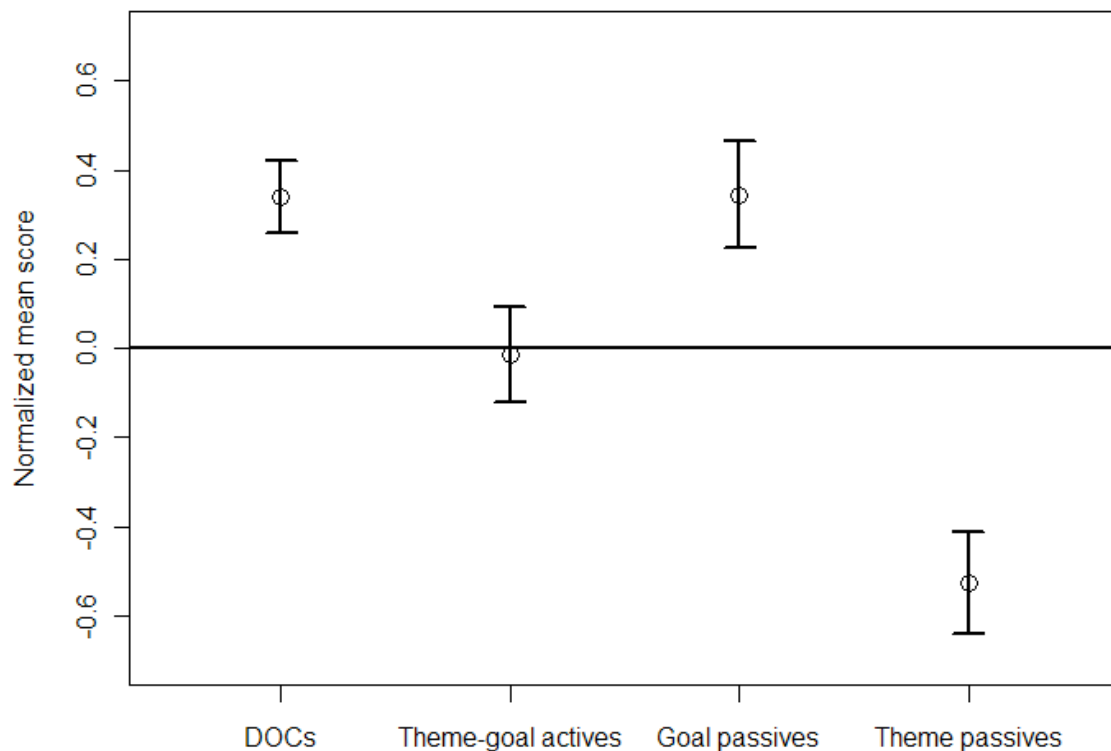 Normalized mean score
0.6
0.4
0.2
0.0
-0.2
-0.4
-0.6
DOCs
Theme-goal actives
Goal passives
Theme passives